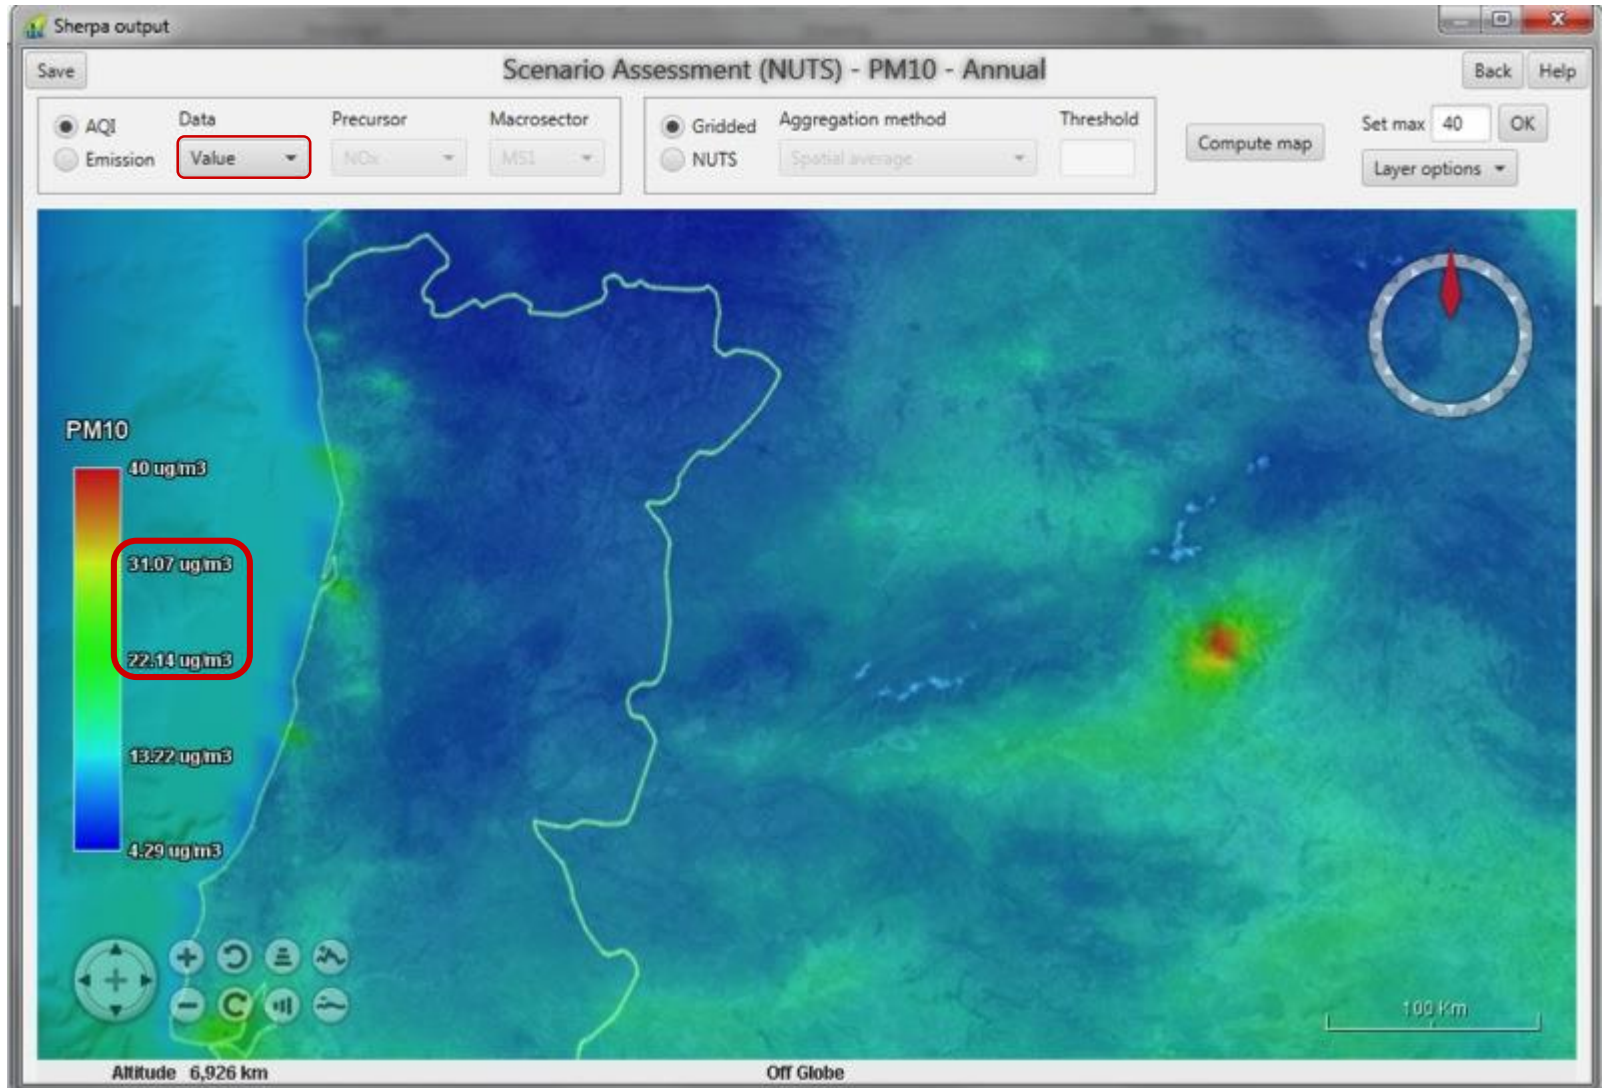 Sherpa output
Save
Scenario Assessment (NUTS) - PM10 - Annual
Back
Help
AQI
Emission
Data
Value
Precursor
NOx
Macrosector
MS1
Gridded
NUTS
Aggregation method
Spatial average
Threshold
Compute map
Set max 40 OK
Layer options
PM10
40 ug/m3
31.07 ug/m3
22.14 ug/m3
13.22 ug/m3
4.29 ug/m3
100 Km
Altitude 6,926 km
Off Globe